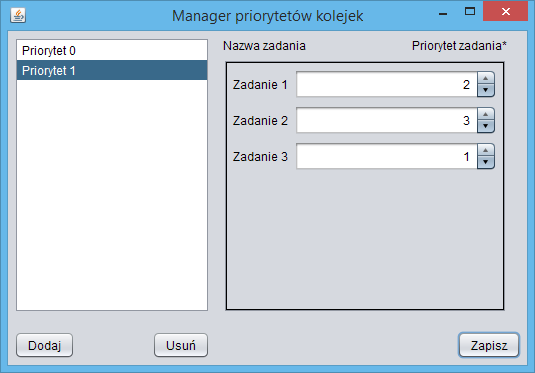 Manager priorytetów kolejek
Priorytet 0
Priorytet 1
Nazwa zadania Priorytet zadania*
Zadanie 1 2
Zadanie 2 3
Zadanie 3 1
Dodaj Usuń Zapisz